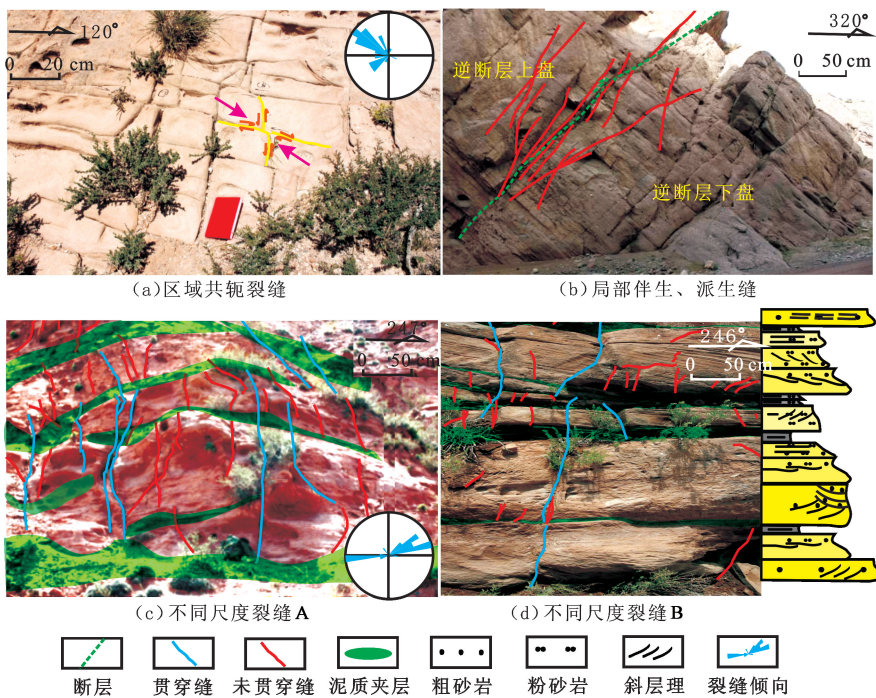 120°
0 20 cm
(a)区域共轭裂缝
320°
0 50 cm
逆断层上盘
逆断层下盘
(b)局部伴生、派生缝
247°
0 50 cm
(c)不同尺度裂缝A
246°
0 50 cm
(d)不同尺度裂缝B
断层 贯穿缝 未贯穿缝 泥质夹层 粗砂岩 粉砂岩 斜层理 裂缝倾向